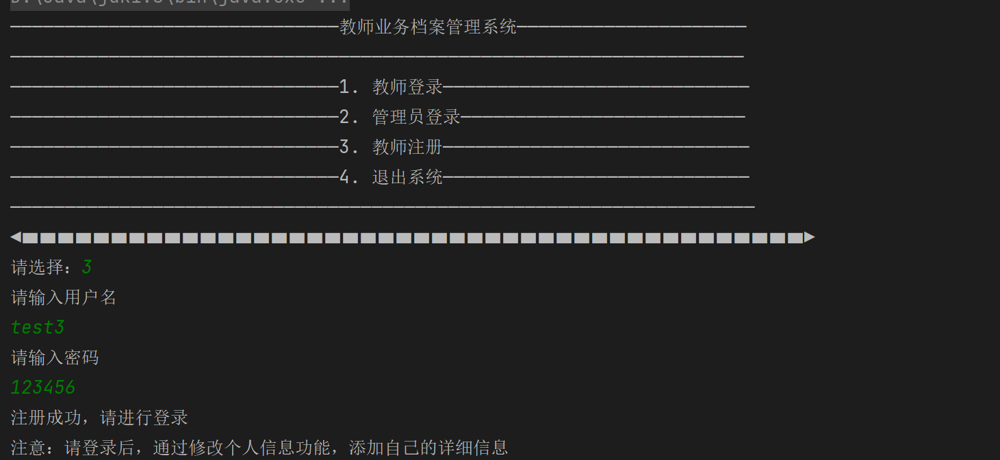 教师业务档案管理系统
1. 教师登录
2. 管理员登录
3. 教师注册
4. 退出系统
请选择：3
请输入用户名
test3
请输入密码
123456
注册成功，请进行登录
注意：请登录后，通过修改个人信息功能，添加自己的详细信息